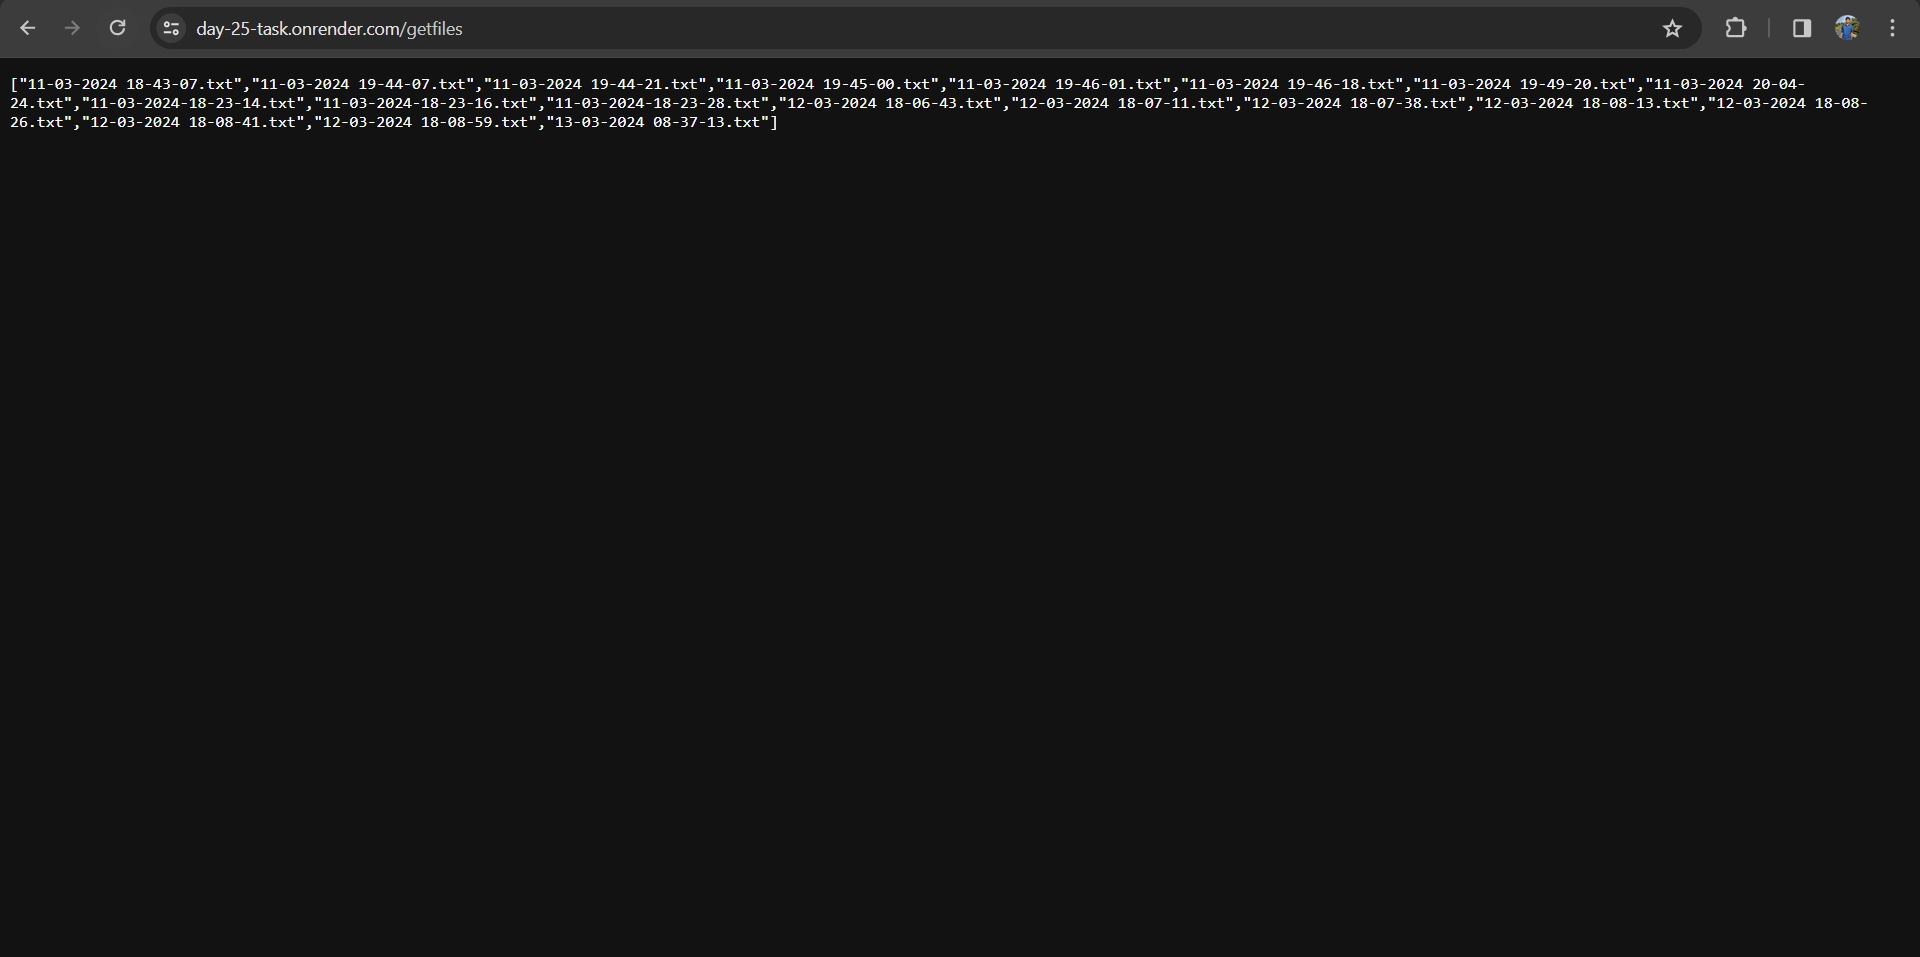 day-25-task.onrender.com/getfiles
["11-03-2024 18-43-07.txt","11-03-2024 19-44-07.txt","11-03-2024 19-44-21.txt","11-03-2024 19-45-00.txt","11-03-2024 19-46-01.txt","11-03-2024 19-46-18.txt","11-03-2024 19-49-20.txt","11-03-2024 20-04-
24.txt","11-03-2024-18-23-14.txt","11-03-2024-18-23-16.txt","11-03-2024-18-23-28.txt","12-03-2024 18-06-43.txt","12-03-2024 18-07-11.txt","12-03-2024 18-07-38.txt","12-03-2024 18-08-13.txt","12-03-2024 18-08-
26.txt","12-03-2024 18-08-41.txt","12-03-2024 18-08-59.txt","13-03-2024 08-37-13.txt"]